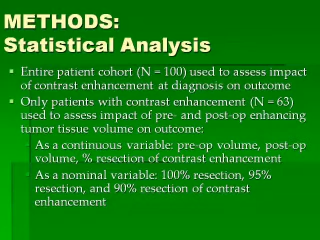 METHODS:
Statistical Analysis
Entire patient cohort (N = 100) used to assess impact
of contrast enhancement at diagnosis on outcome
Only patients with contrast enhancement (N = 63)
used to assess impact of pre- and post-op enhancing
tumor tissue volume on outcome:
As a continuous variable: pre-op volume, post-op
volume, % resection of contrast enhancement
As a nominal variable: 100% resection, 95%
resection, and 90% resection of contrast
enhancement